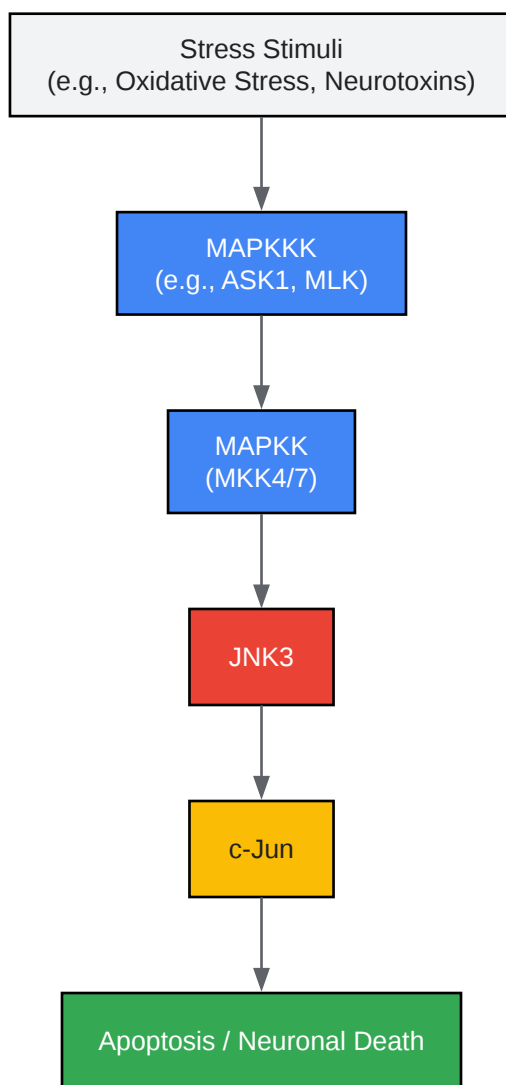 Stress Stimuli
(e.g., Oxidative Stress, Neurotoxins)
MAPKKK
(e.g., ASK1, MLK)
MAPKK
(MKK4/7)
JNK3
c-Jun
Apoptosis / Neuronal Death